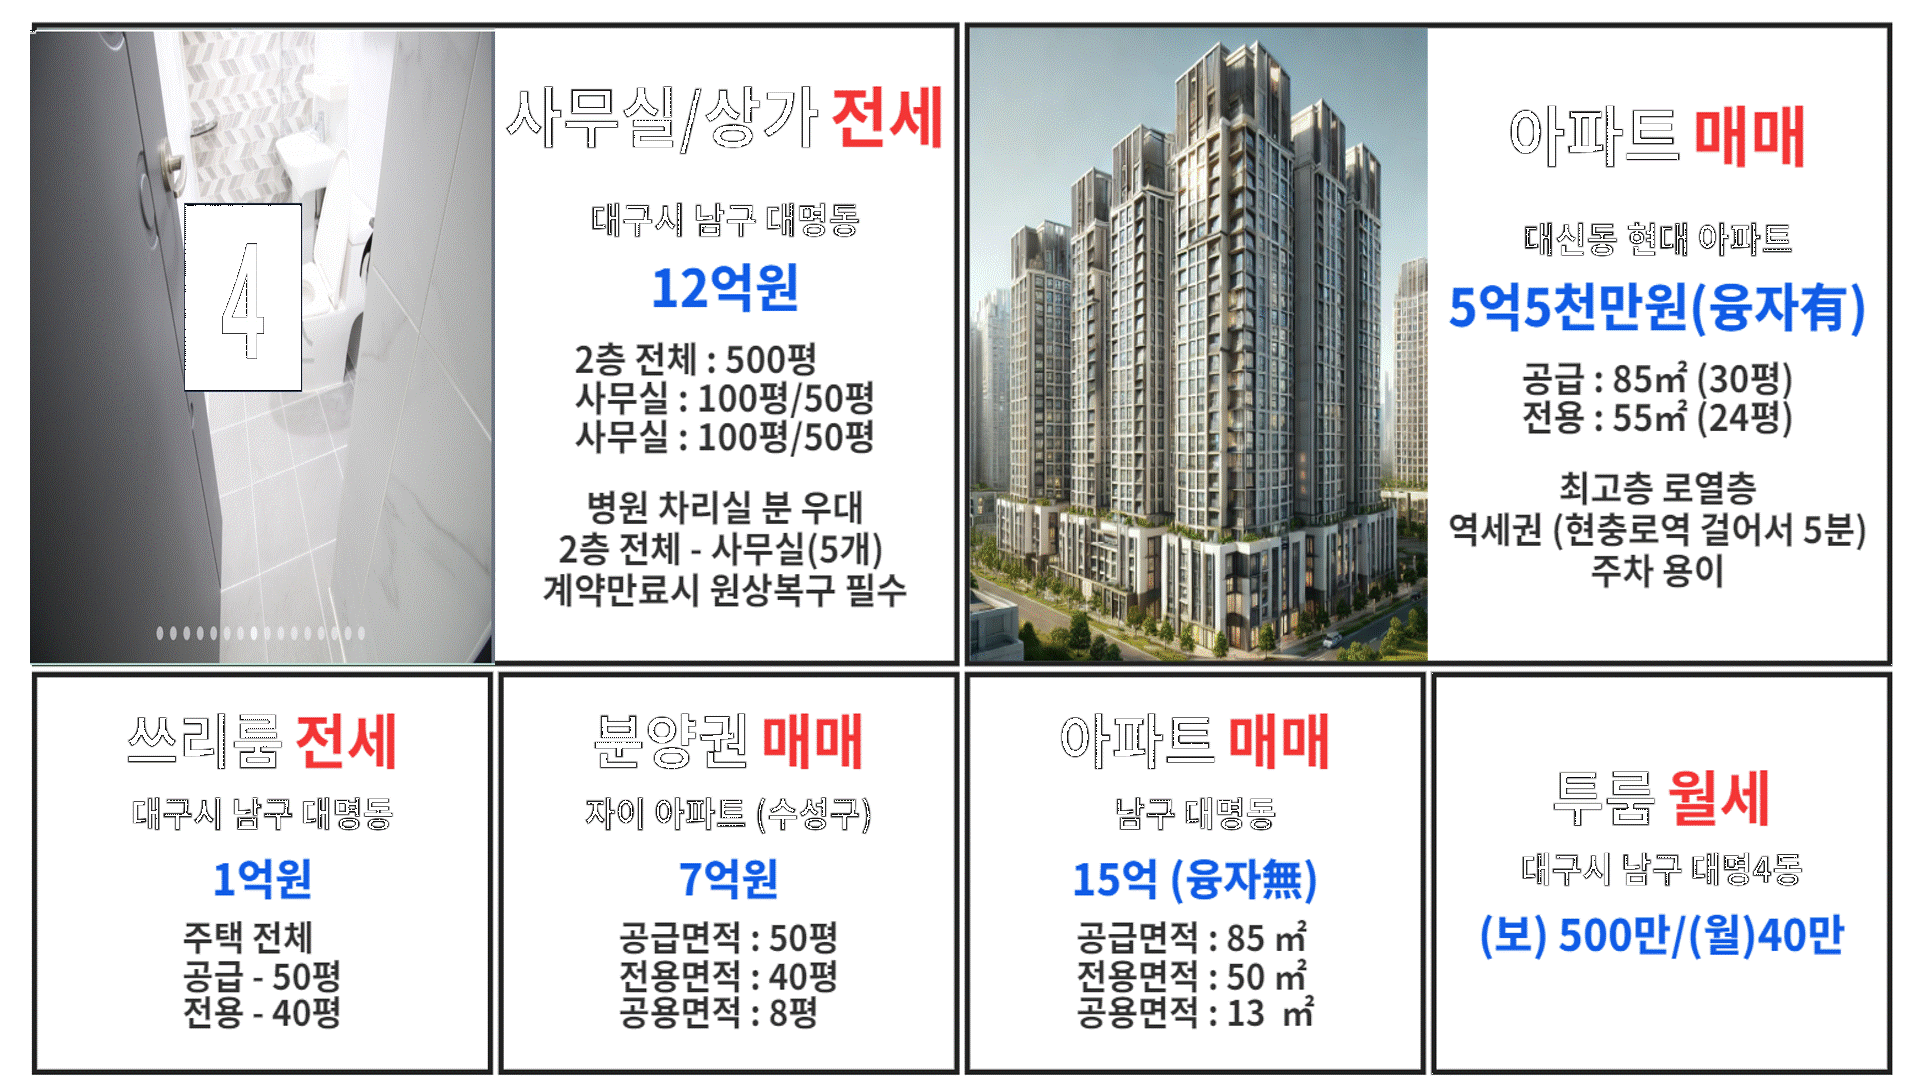 4
사무실/상가 전세
대구시 남구 대명동
12억원
2층 전체 : 500평
사무실 : 100평/50평
사무실 : 100평/50평
병원 차리실 분 우대
2층 전체 - 사무실(5개)
계약만료시 원상복구 필수
아파트 매매
대신동 현대 아파트
5억5천만원(융자有)
공급 : 85㎡ (30평)
전용 : 55㎡ (24평)
최고층 로열층
역세권 (현충로역 걸어서 5분)
주차 용이
쓰리룸 전세
대구시 남구 대명동
1억원
주택 전체
공급 - 50평
전용 - 40평
분양권 매매
자이 아파트 (수성구)
7억원
공급면적 : 50평
전용면적 : 40평
공용면적 : 8평
아파트 매매
남구 대명동
15억 (융자無)
공급면적 : 85 ㎡
전용면적 : 50 ㎡
공용면적 : 13 ㎡
투룸 월세
대구시 남구 대명4동
(보) 500만/(월)40만